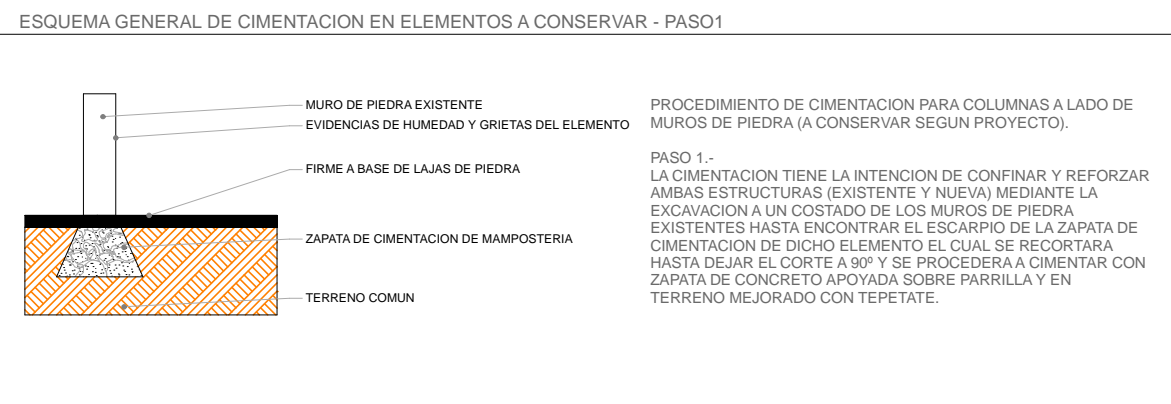 ESQUEMA GENERAL DE CIMENTACION EN ELEMENTOS A CONSERVAR - PASO1
MURO DE PIEDRA EXISTENTE
EVIDENCIAS DE HUMEDAD Y GRIETAS DEL ELEMENTO
FIRME A BASE DE LAJAS DE PIEDRA
ZAPATA DE CIMENTACION DE MAMPOSTERIA
TERRENO COMUN
PROCEDIMIENTO DE CIMENTACION PARA COLUMNAS A LADO DE
MUROS DE PIEDRA (A CONSERVAR SEGUN PROYECTO).
PASO 1.-
LA CIMENTACION TIENE LA INTENCION DE CONFINAR Y REFORZAR
AMBAS ESTRUCTURAS (EXISTENTE Y NUEVA) MEDIANTE LA
EXCAVACION A UN COSTADO DE LOS MUROS DE PIEDRA
EXISTENTES HASTA ENCONTRAR EL ESCARPIO DE LA ZAPATA DE
CIMENTACION DE DICHO ELEMENTO EL CUAL SE RECORTARA
HASTA DEJAR EL CORTE A 90º Y SE PROCEDERA A CIMENTAR CON
ZAPATA DE CONCRETO APOYADA SOBRE PARRILLA Y EN
TERRENO MEJORADO CON TEPETATE.